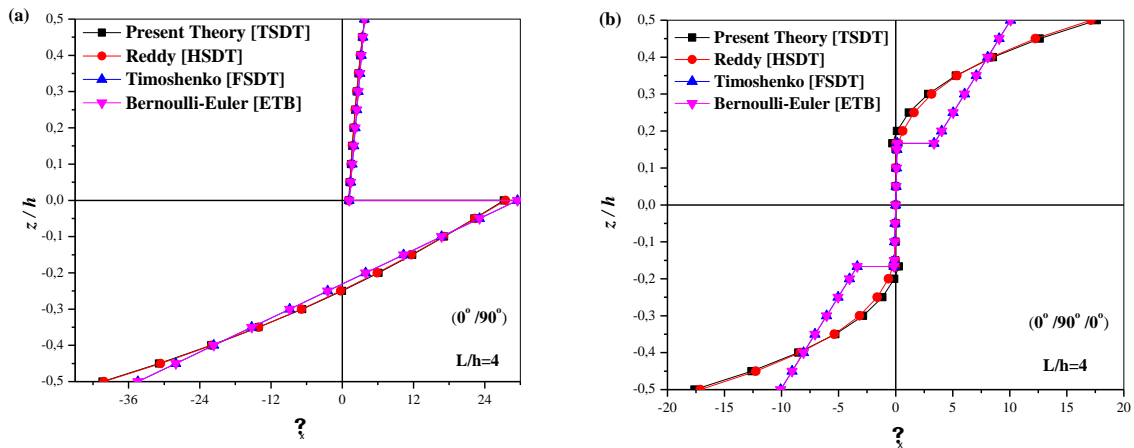 (a)
Present Theory [TSDT]
Reddy [HSDT]
Timoshenko [FSDT]
Bernoulli-Euler [ETB]
0,5
0,4
0,3
0,2
0,1
0,0
-0,1
-0,2
-0,3
-0,4
-0,5
z / h
(0° /90°)
L/h=4
-36 -24 -12 0 12 24
?x
(b)
Present Theory [TSDT]
Reddy [HSDT]
Timoshenko [FSDT]
Bernoulli-Euler [ETB]
0,5
0,4
0,3
0,2
0,1
0,0
-0,1
-0,2
-0,3
-0,4
-0,5
z / h
(0° /90° /0°)
L/h=4
-20 -15 -10 -5 0 5 10 15 20
?x